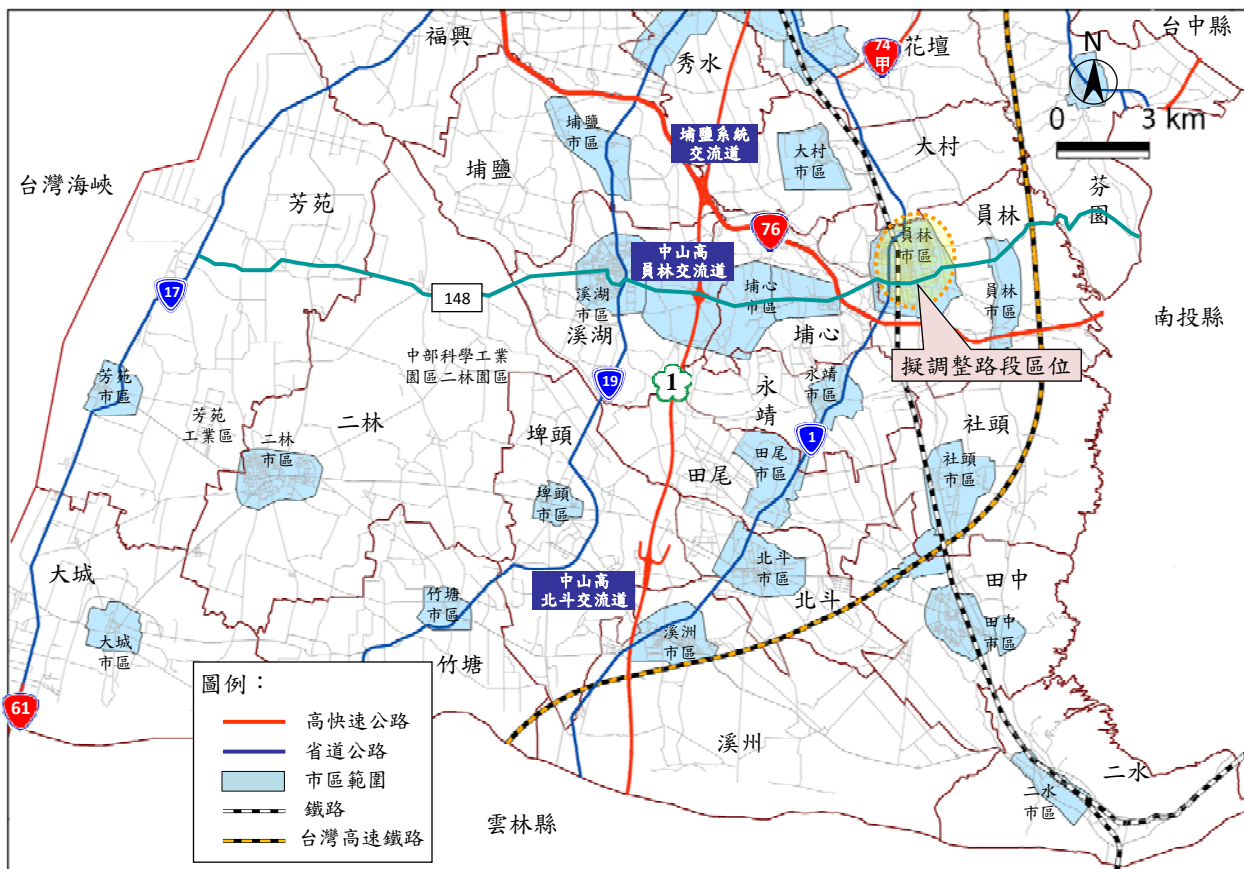 台中縣
福興
74
甲
花壇
秀水
N
0 3 km
埔鹽
市區
埔鹽系統
交流道
大村
市區
大村
埔鹽
台灣海峽
芳苑
芬
園
員林
員林
市區
76
中山高
員林交流道
17
148
溪湖
市區
埔心
市區
員林
市區
南投縣
溪湖
埔心
擬調整路段區位
中部科學工業
園區二林園區
芳苑
市區
19
1
永靖
市區
永
靖
芳苑
工業區
二林
二林
市區
埤頭
1
社頭
田尾
市區
社頭
市區
田尾
埤頭
市區
北斗
市區
大城
中山高
北斗交流道
田中
北斗
竹塘
市區
大城
市區
溪洲
市區
田中
市區
竹塘
61
圖例：
高快速公路
省道公路
市區範圍
鐵路
台灣高速鐵路
溪州
二水
二水
市區
雲林縣